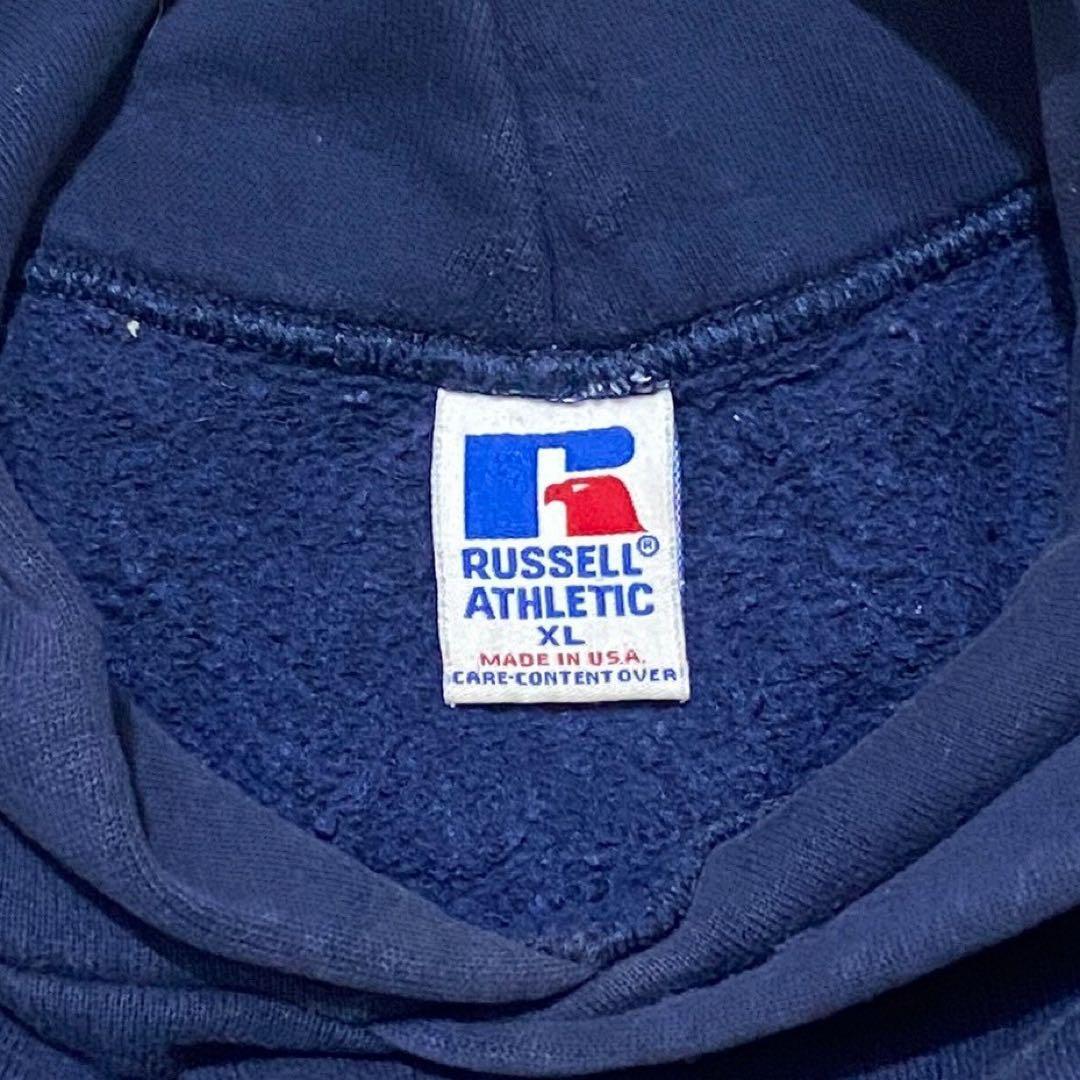 RUSSELL®
ATHLETIC
XL
MADE IN U.S.A.
CARE-CONTENT OVER